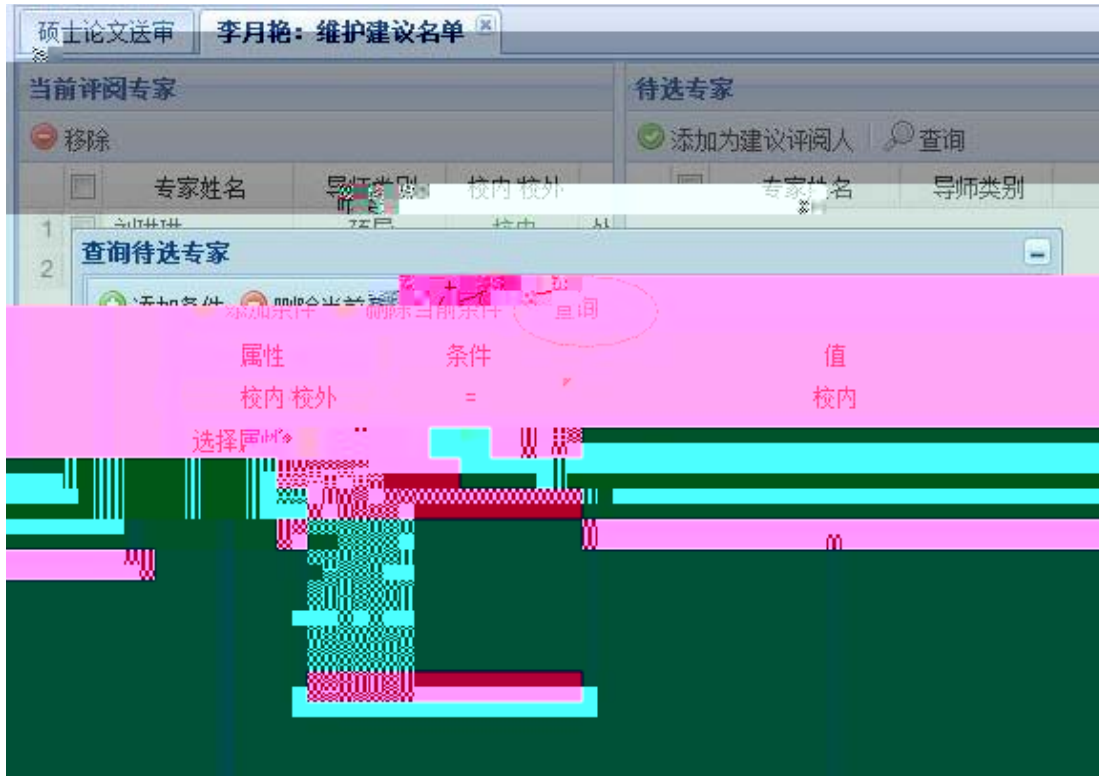 硕士论文送审 李月艳：维护建议名单
当前评阅专家 待选专家
移除 添加为建议评阅人 查询
专家姓名 导师类别 校内 校外 专家姓名 导师类别
1
2 查询待选专家
添加条件 删除当前条件 查询
属性 条件 值
校内 校外 = 校内
选择属性